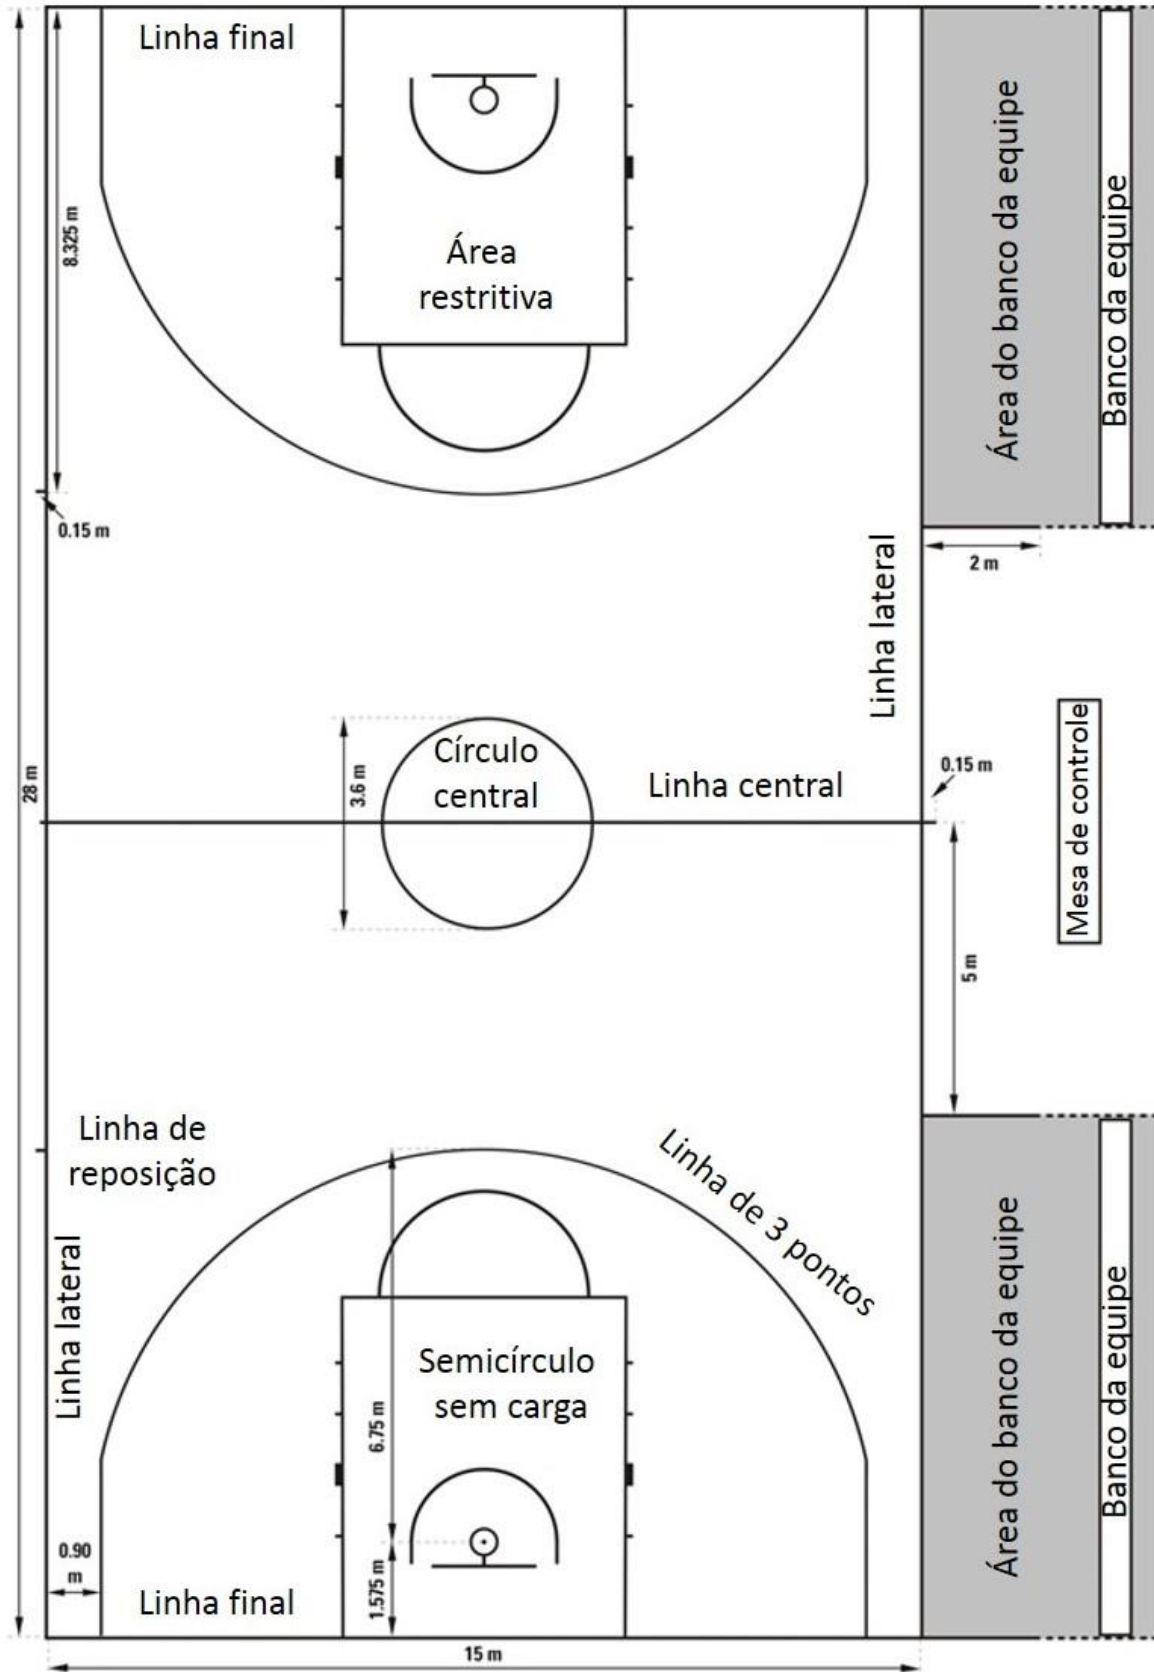 Linha final
Área do banco da equipe
Banco da equipe
8.325 m
Área
restritiva
0.15 m
2 m
Linha lateral
Círculo
central
Linha central
0.15 m
3.6 m
28 m
Mesa de controle
5 m
Linha de
reposição
Linha de 3 pontos
Linha lateral
Semicírculo
sem carga
6.75 m
Área do banco da equipe
Banco da equipe
0.90
m
1.575 m
Linha final
15 m